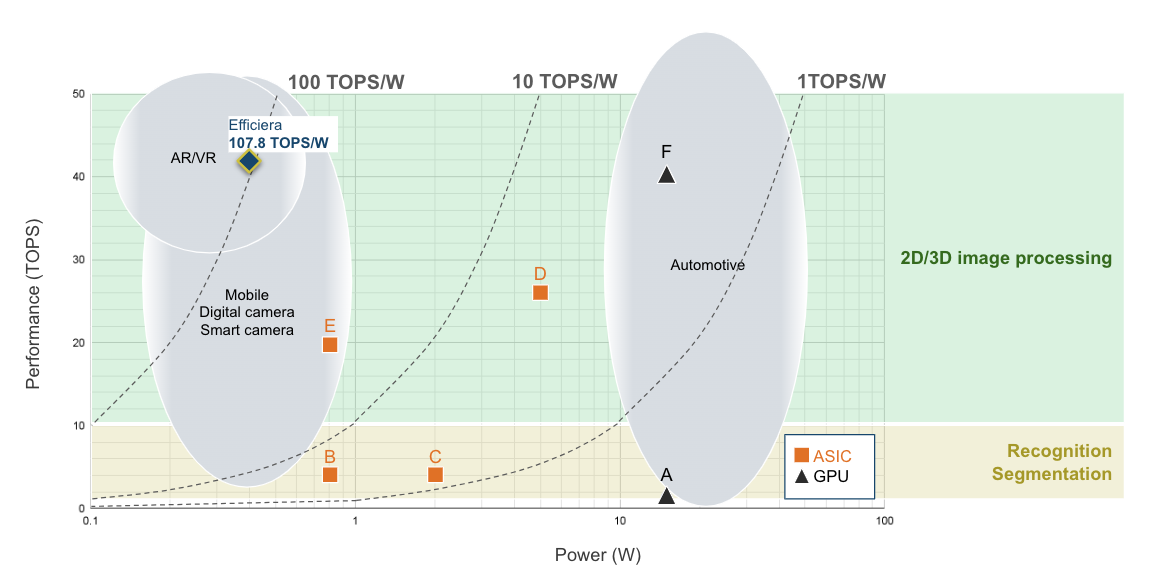 100 TOPS/W
10 TOPS/W
1TOPS/W
50
40
30
20
10
0
Performance (TOPS)
Efficiera
107.8 TOPS/W
AR/VR
F
Automotive
2D/3D image processing
D
Mobile
Digital camera
Smart camera
E
B
C
A
ASIC
GPU
Recognition
Segmentation
0.1
1
10
100
Power (W)